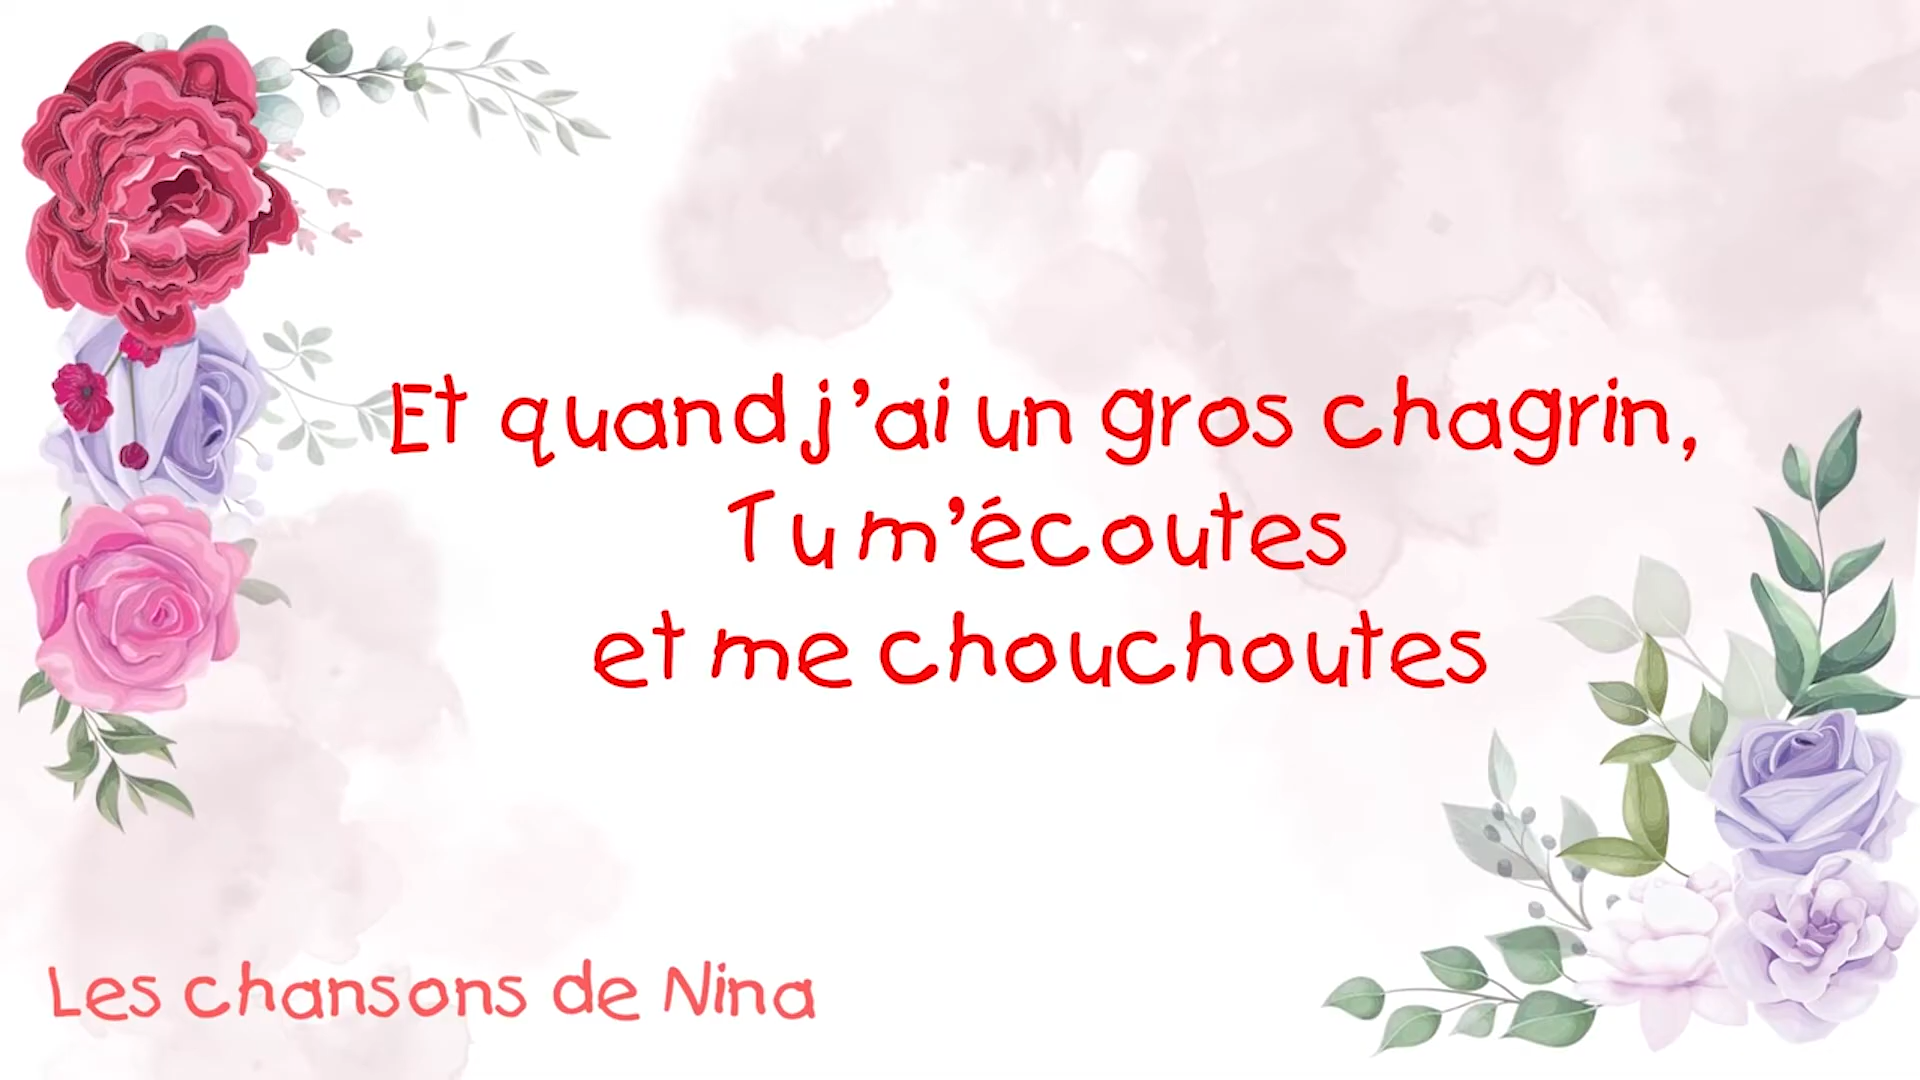 Et quand j’ai un gros chagrin,
Tu m’écoutes
et me chouchoutes
Les chansons de Nina